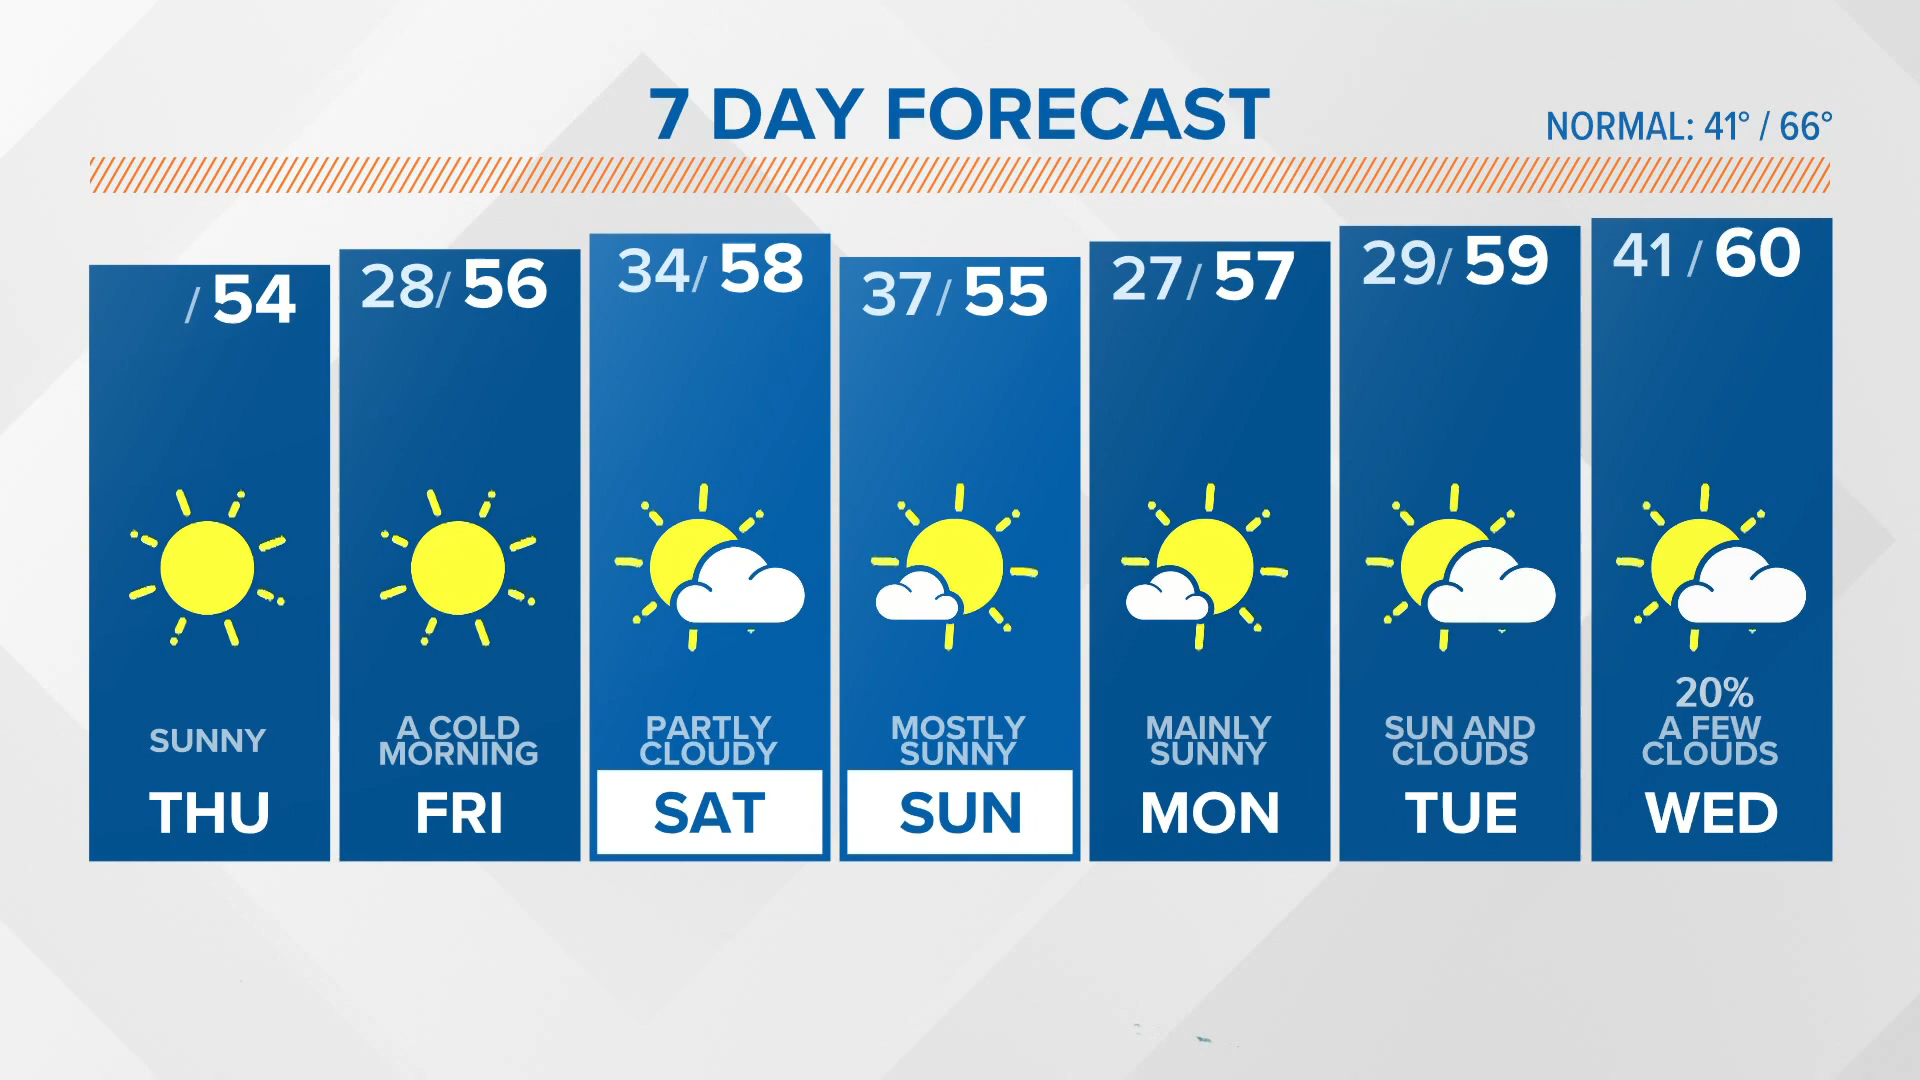 7 DAY FORECAST
NORMAL: 41° / 66°
/ 54
SUNNY
THU
28/ 56
A COLD
MORNING
FRI
34/ 58
PARTLY
CLOUDY
SAT
37/ 55
MOSTLY
SUNNY
SUN
27/ 57
MAINLY
SUNNY
MON
29/ 59
SUN AND
CLOUDS
TUE
41 / 60
20%
A FEW
CLOUDS
WED